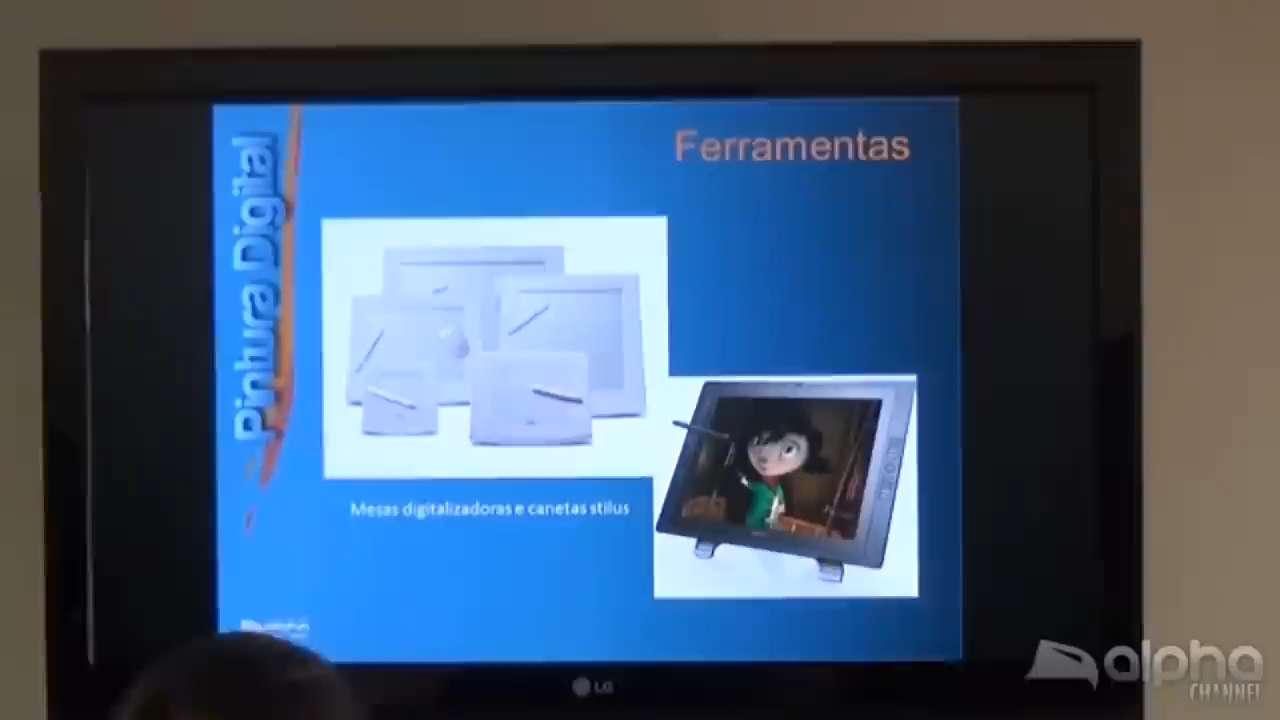 Ferramentas
Pintura Digital
Mesas digitalizadoras e canetas stilus
LG
alpha
CHANNEL